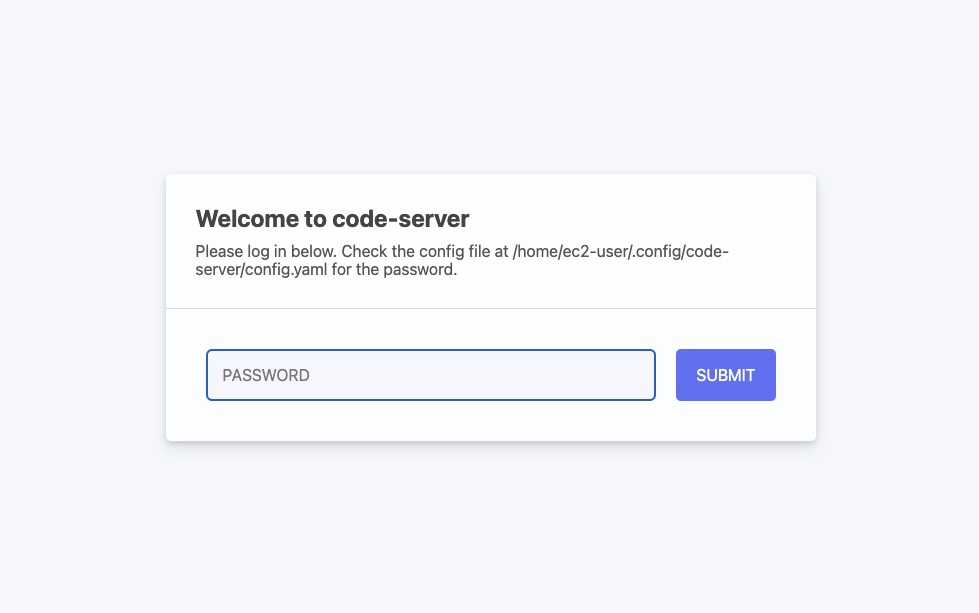 Welcome to code-server
Please log in below. Check the config file at /home/ec2-user/.config/code-
server/config.yaml for the password.
PASSWORD
SUBMIT